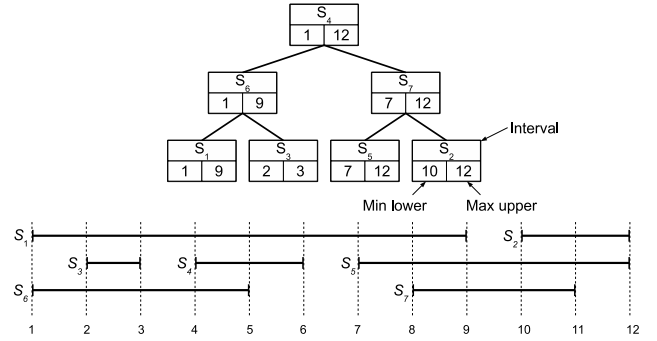 S4
1 12
S6
1 9
S7
7 12
Interval
S1
1 9
S3
2 3
S5
7 12
S2
10 12
Min lower
Max upper
S1
S2
S3
S4
S5
S6
S7
1 2 3 4 5 6 7 8 9 10 11 12